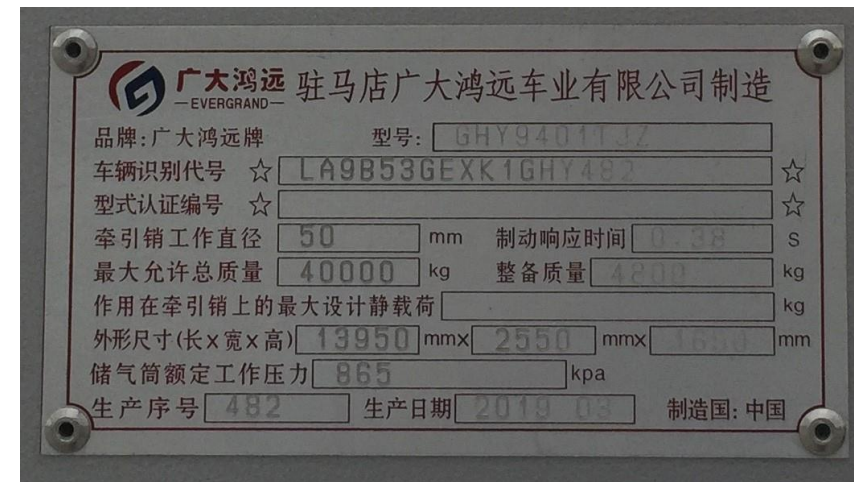 广大鸿远 EVERGRAND 驻马店广大鸿远车业有限公司制造
品牌:广大鸿远牌 型号: GHY9401TJZ
车辆识别代号 ☆ LA9B53GEXK1GHY482 ☆
型式认证编号 ☆ ☆
牵引销工作直径 50 mm 制动响应时间 0.38 S
最大允许总质量 40000 kg 整备质量 4800 kg
作用在牵引销上的最大设计静载荷 kg
外形尺寸(长x宽x高) 13950 mmx 2550 mmx 1650 mm
储气筒额定工作压力 865 kpa
生产序号 482 生产日期 2019 03 制造国:中国